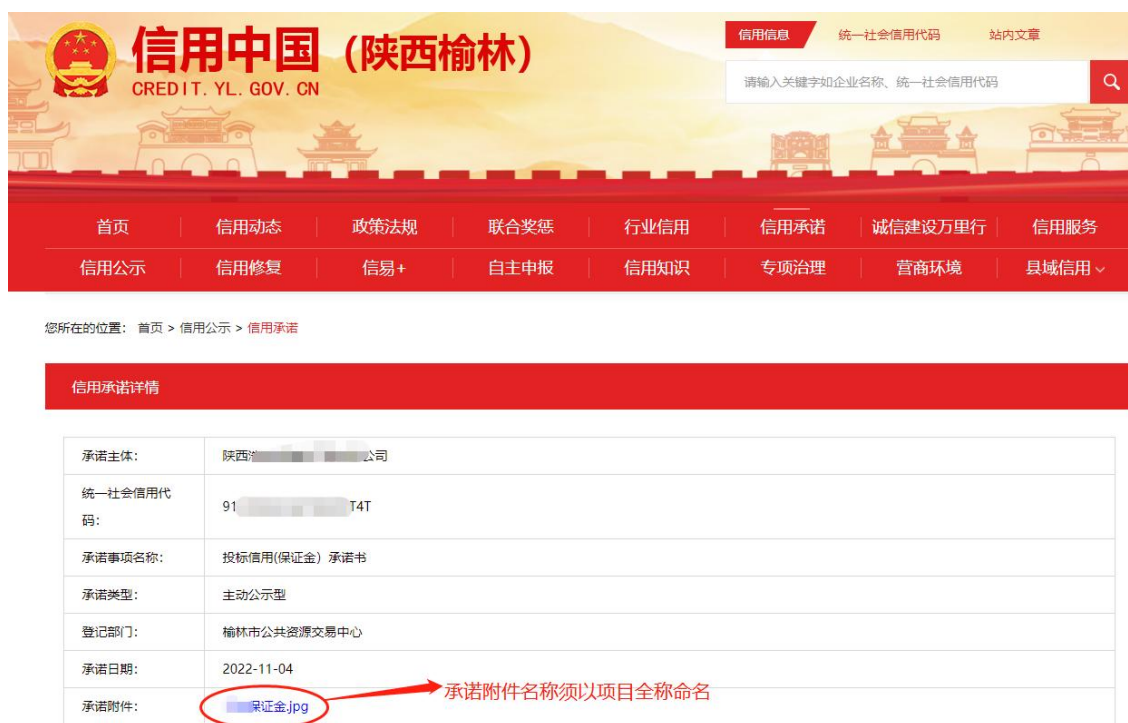 信用中国（陕西榆林）
CREDIT. YL. GOV. CN
信用信息 统一社会信用代码 站内文章
请输入关键字如企业名称、统一社会信用代码
首页 信用动态 政策法规 联合奖惩 行业信用 信用承诺 诚信建设万里行 信用服务
信用公示 信用修复 信易+ 自主申报 信用知识 专项治理 营商环境 县域信用
您所在的位置： 首页 > 信用公示 > 信用承诺
信用承诺详情
承诺主体： 陕西 公司
统一社会信用代
码：
91 T4T
承诺事项名称： 投标信用(保证金）承诺书
承诺类型： 主动公示型
登记部门： 榆林市公共资源交易中心
承诺日期： 2022-11-04
承诺附件名称须以项目全称命名
承诺附件： 保证金.jpg